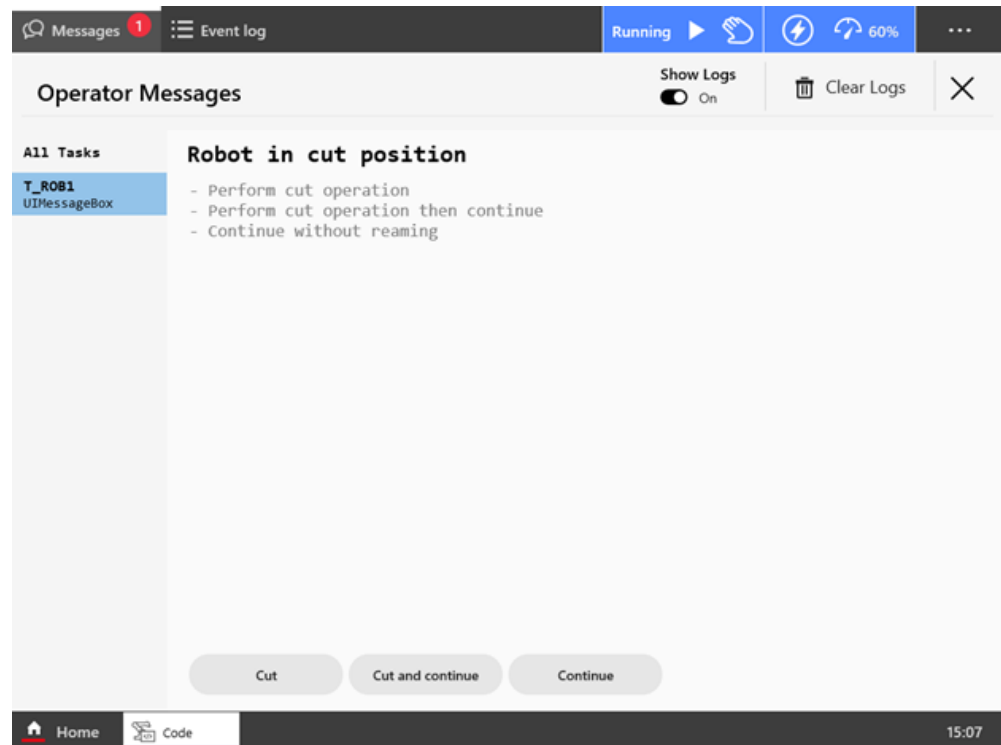 Messages 1 Event log Running 60% ...
Operator Messages Show Logs On Clear Logs
All Tasks
T_ROB1
UIMessageBox
Robot in cut position
- Perform cut operation
- Perform cut operation then continue
- Continue without reaming
Cut Cut and continue Continue
Home Code 15:07